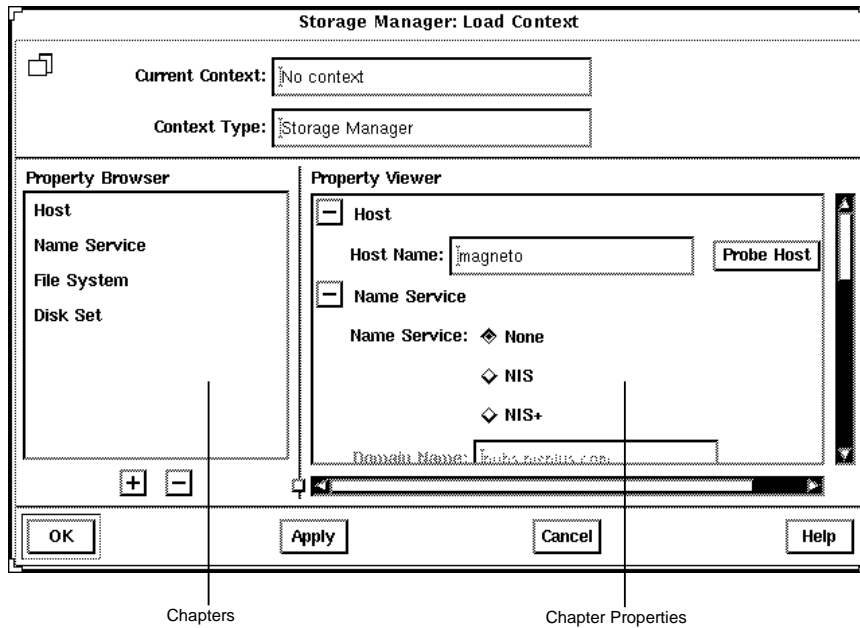 Storage Manager: Load Context
Current Context: No context
Context Type: Storage Manager
Property Browser
Host
Name Service
File System
Disk Set
Property Viewer
Host
Host Name: magneto
Probe Host
Name Service
Name Service: None
NIS
NIS+
Domain Name:
OK
Apply
Cancel
Help
Chapters
Chapter Properties